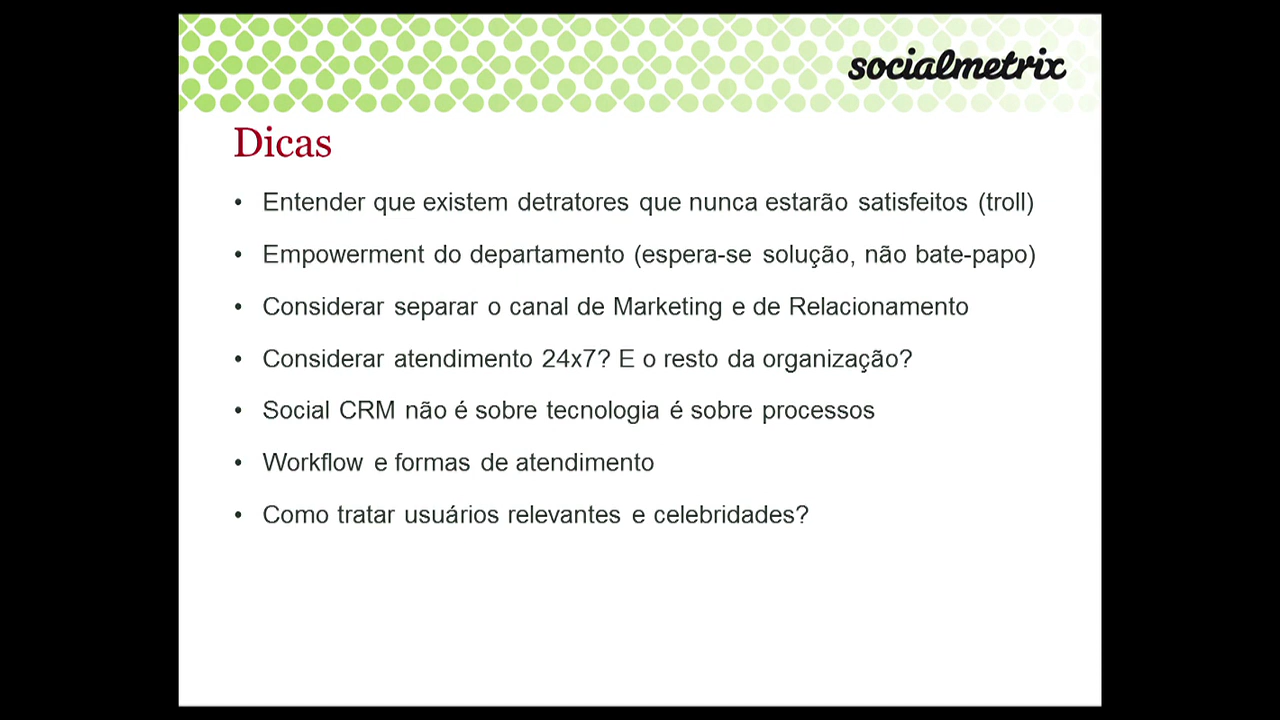 socialmetrix
Dicas
• Entender que existem detratores que nunca estarão satisfeitos (troll)
• Empowerment do departamento (espera-se solução, não bate-papo)
• Considerar separar o canal de Marketing e de Relacionamento
• Considerar atendimento 24x7? E o resto da organização?
• Social CRM não é sobre tecnologia é sobre processos
• Workflow e formas de atendimento
• Como tratar usuários relevantes e celebridades?